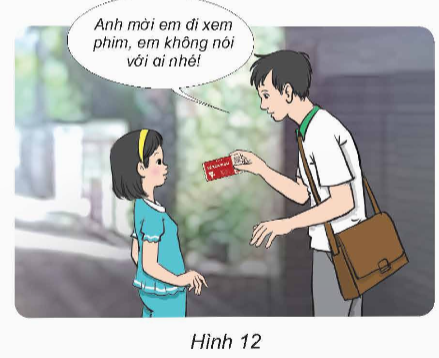 Anh mời em đi xem
phim, em không nói
với ai nhé!
Hình 12